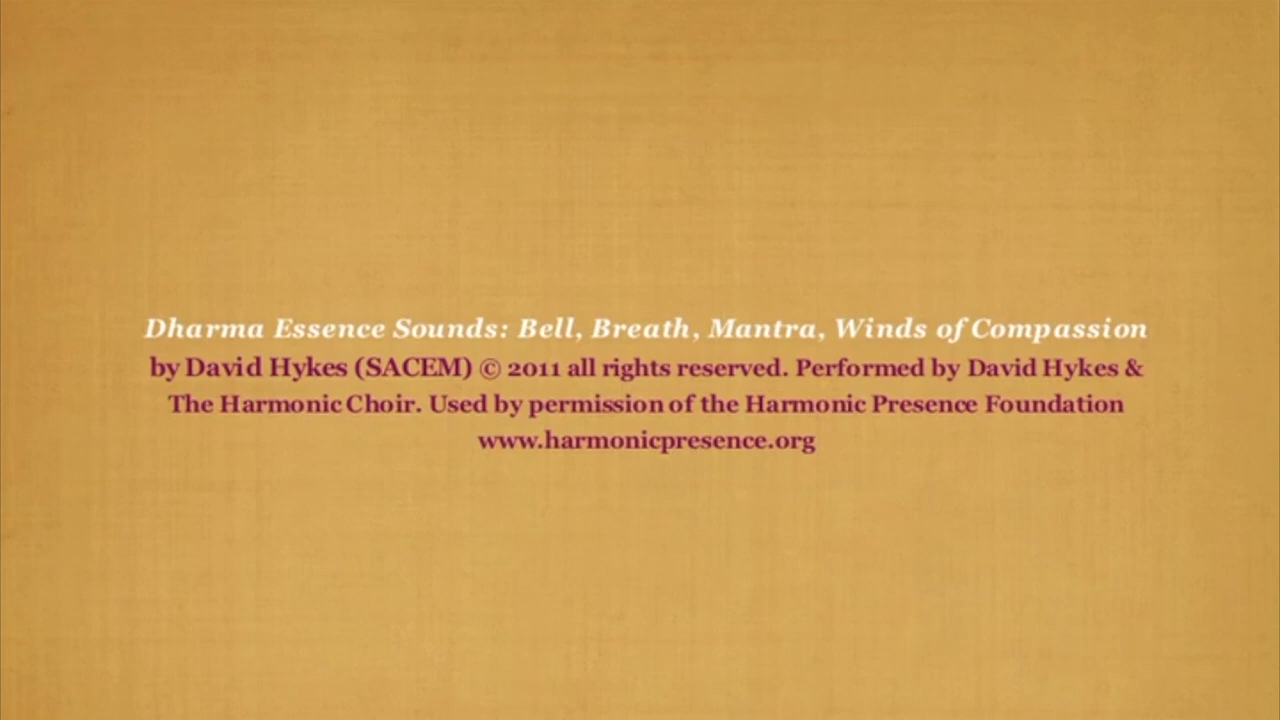 Dharma Essence Sounds: Bell, Breath, Mantra, Winds of Compassion
by David Hykes (SACEM) © 2011 all rights reserved. Performed by David Hykes &
The Harmonic Choir. Used by permission of the Harmonic Presence Foundation
www.harmonicpresence.org